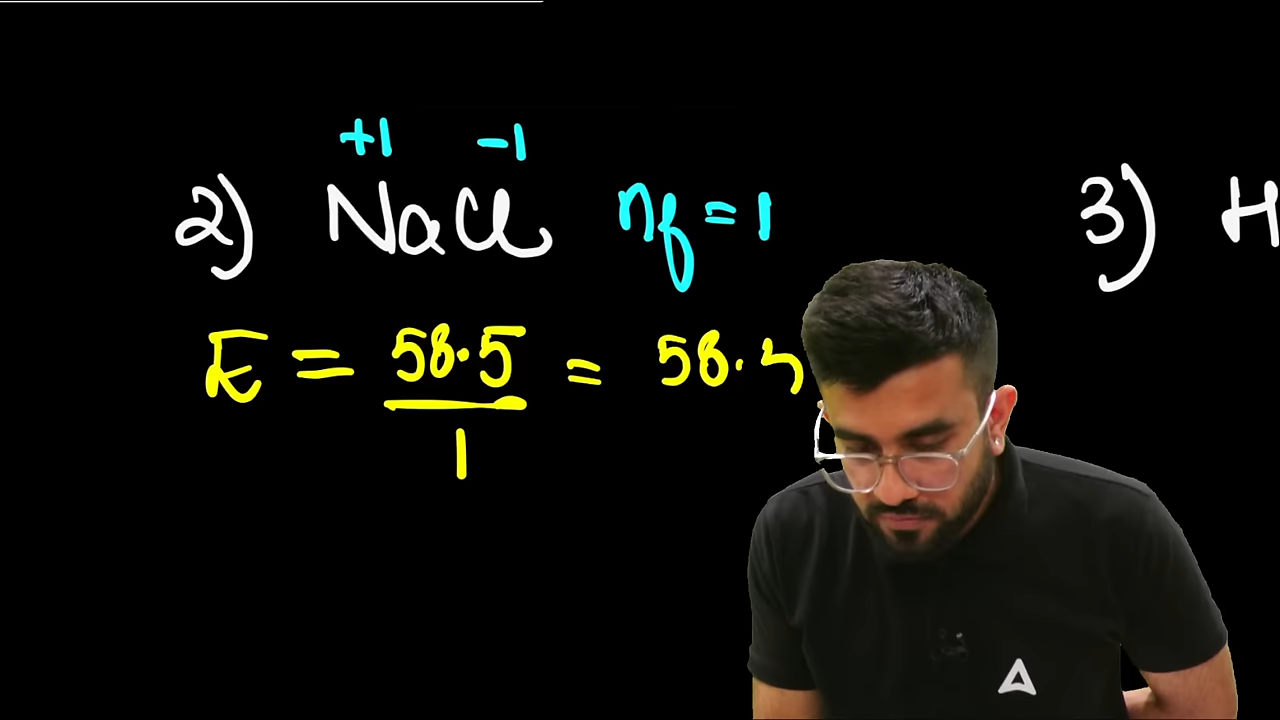 +1 -1
2) NaCl nf = 1
3) H
E = 58.5 / 1 = 58.5